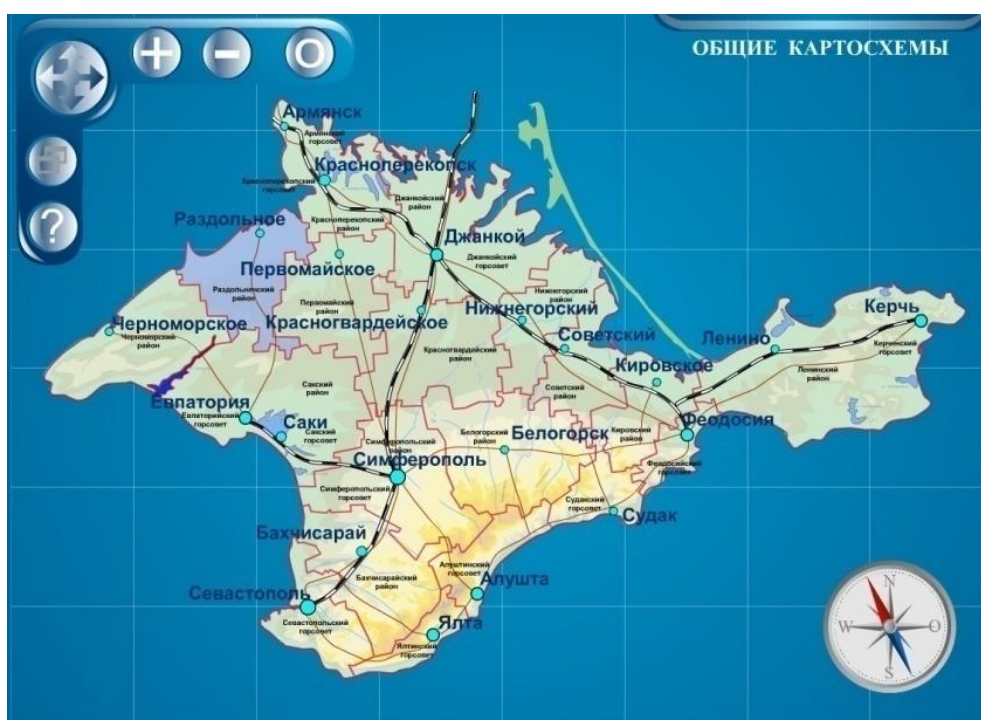 ОБЩИЕ КАРТОСХЕМЫ
Армянск
Армянский
горсовет
Красноперекопск
Красноперекопский
горсовет
Джанкойский
район
Раздольное
Красноперекопский
район
Джанкой
Джанкойский
горсовет
Первомайское
Раздольненский
район
Первомайский
район
Нижнегорский
район
Нижнегорский
Красногвардейское
Черноморское
Черноморский
район
Советский
Ленино
Керчь
Керченский
горсовет
Красногвардейский
район
Кировское
Ленинский
район
Сакский
район
Советский
район
Евпатория
Евпаторийский
горсовет
Саки
Сакский
горсовет
Симферопольский
район
Белогорский
район
Белогорск
Кировский
район
Феодосия
Феодосийский
горсовет
Симферополь
Симферопольский
горсовет
Суданский
горсовет
Судак
Бахчисарай
Бахчисарайский
район
Алуштинский
горсовет
Алушта
Севастополь
Севастопольский
горсовет
Ялта
Ялтинский
горсовет
N
W
O
S